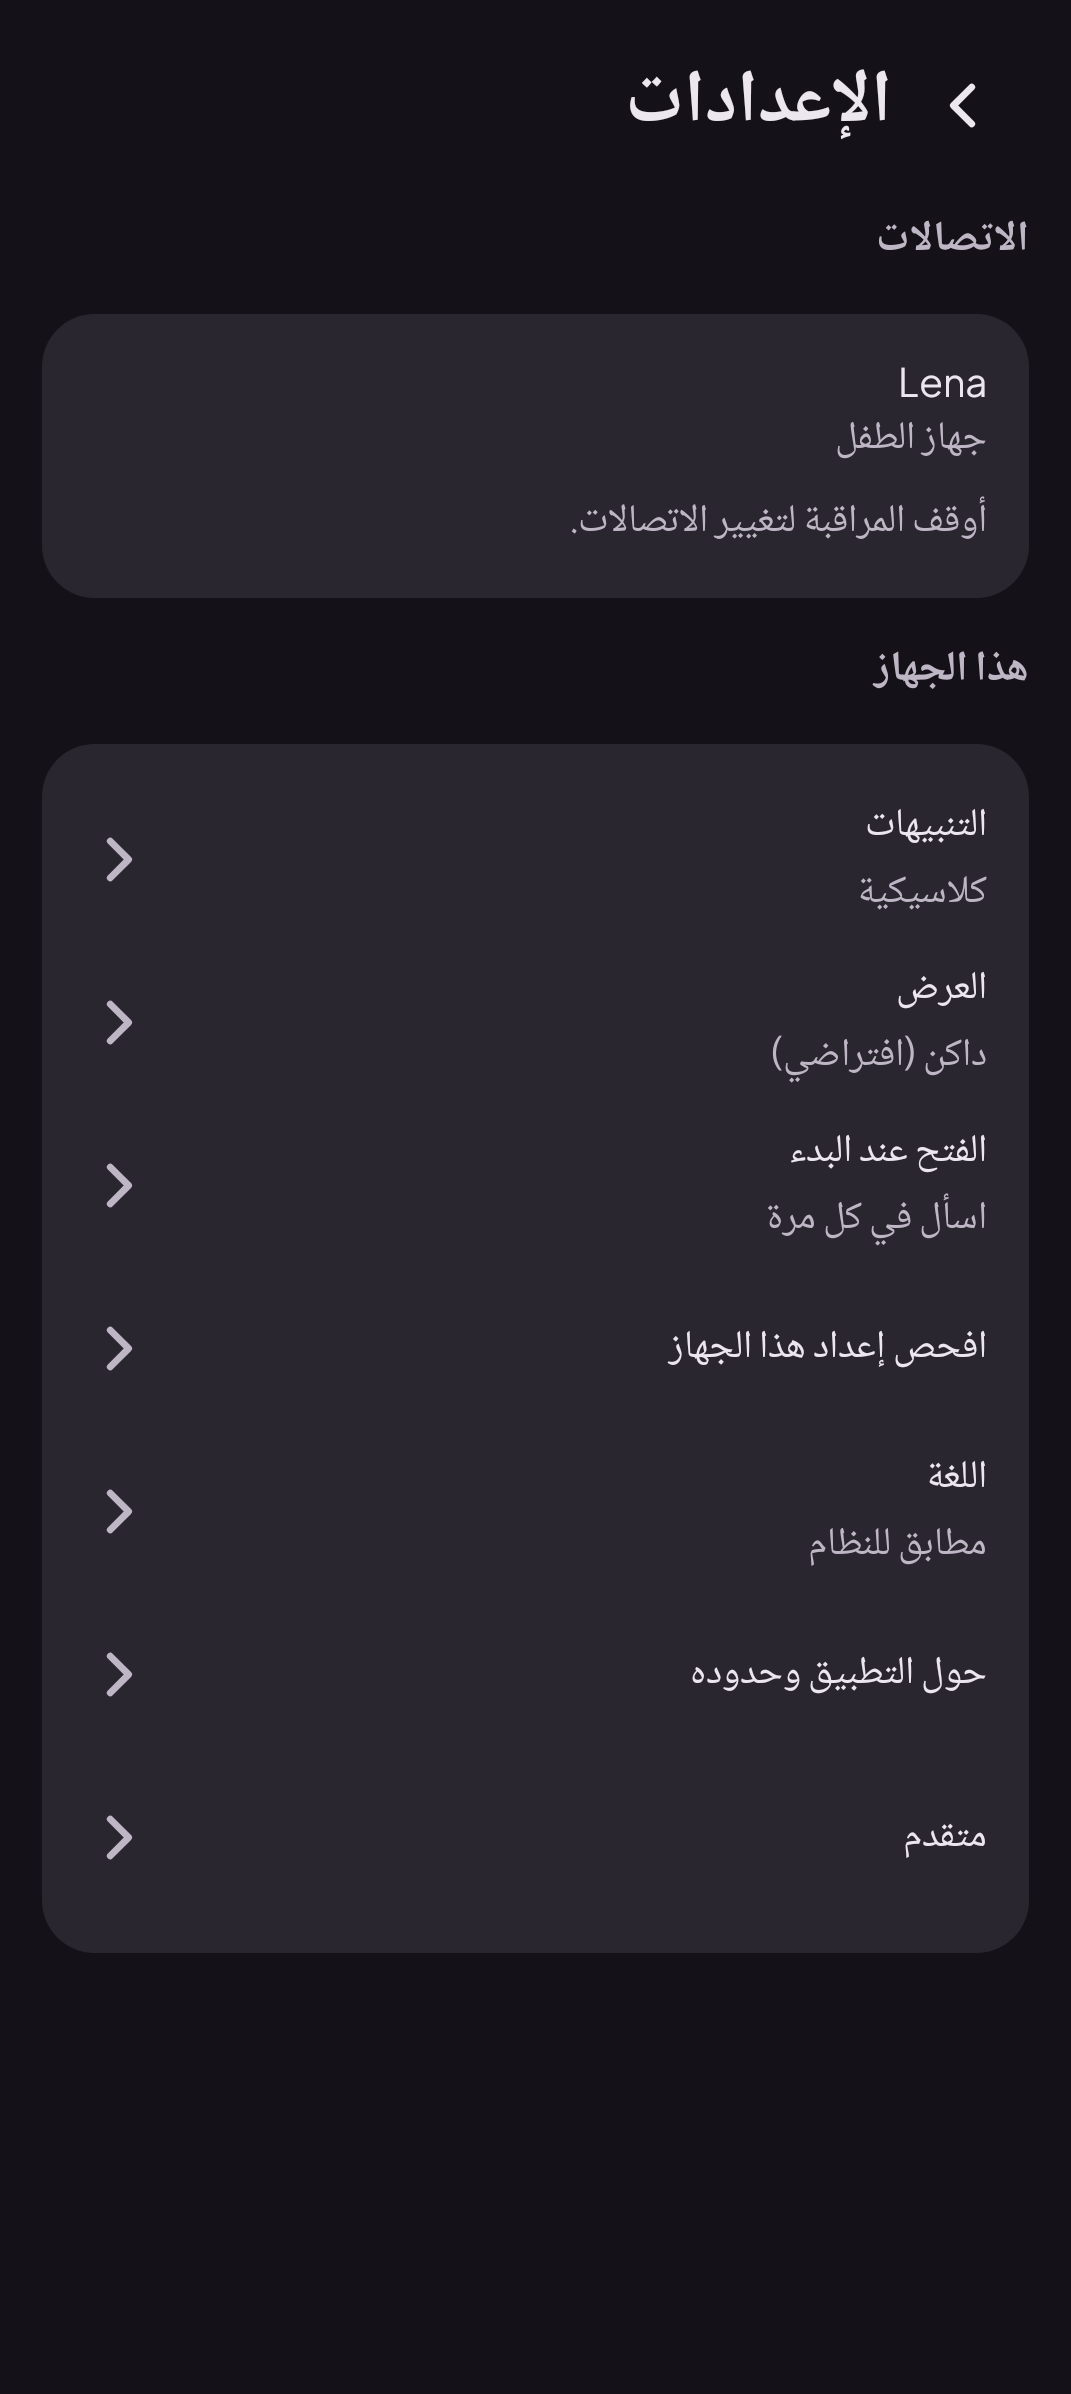 الإعدادات
الاتصالات
Lena
جهاز الطفل
أوقف المراقبة لتغيير الاتصالات.
هذا الجهاز
التنبيهات
كلاسيكية
العرض
داكن (افتراضي)
الفتح عند البدء
اسأل في كل مرة
افحص إعداد هذا الجهاز
اللغة
مطابق للنظام
حول التطبيق وحدوده
متقدم